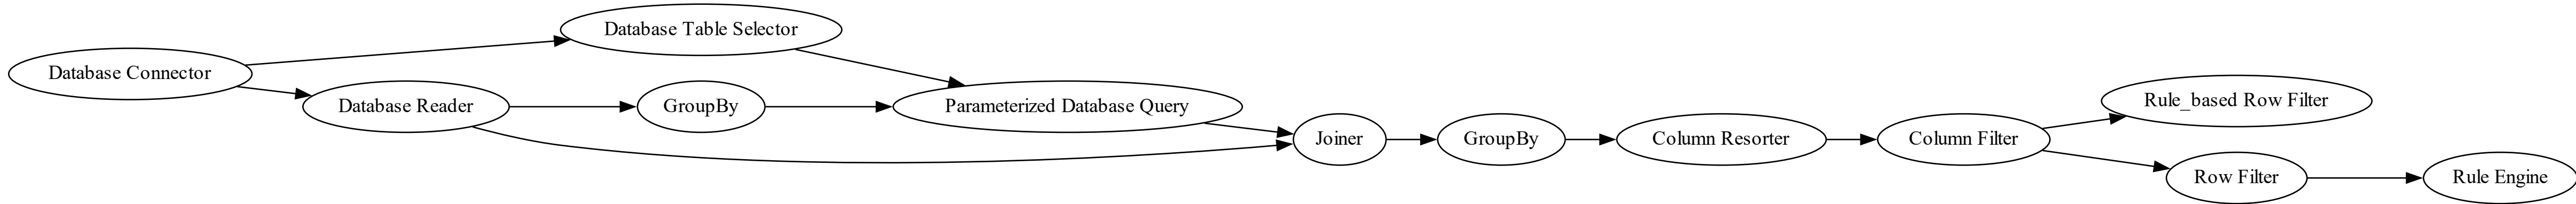 Database Connector
Database Table Selector
Database Reader
GroupBy
Parameterized Database Query
Joiner
GroupBy
Column Resorter
Column Filter
Rule_based Row Filter
Row Filter
Rule Engine